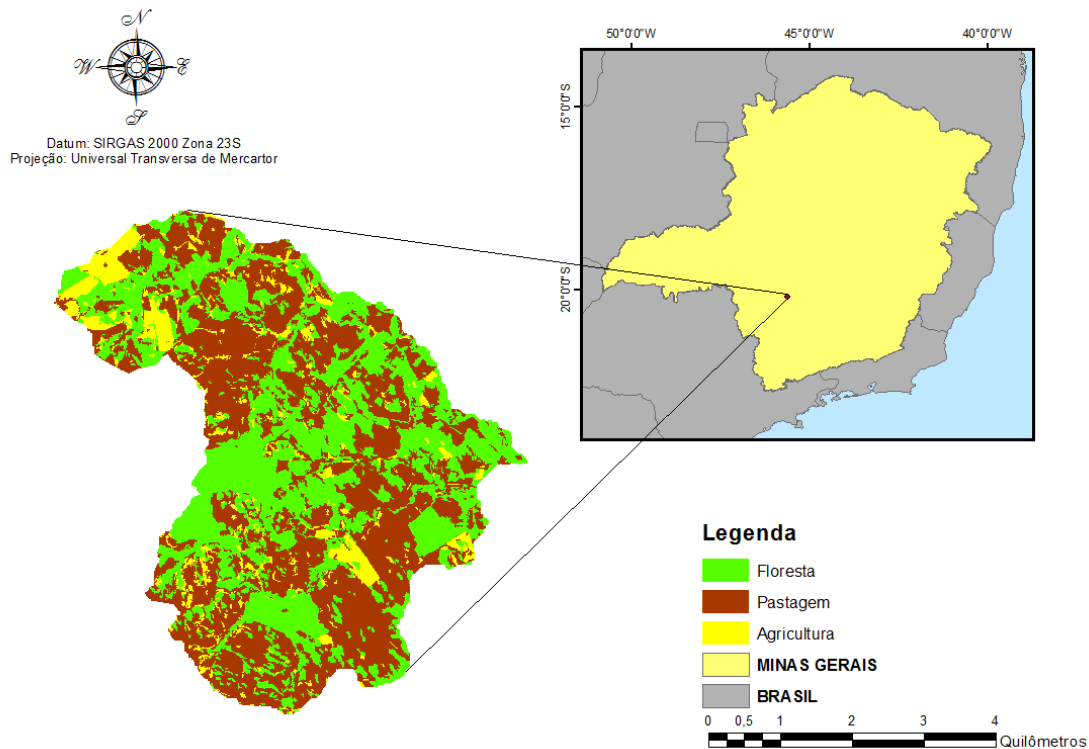 N
W E
S
Datum: SIRGAS 2000 Zona 23S
Projeção: Universal Transversa de Mercartor
50°0'0"W 45°0'0"W 40°0'0"W
15°0'0"S
20°0'0"S
Legenda
Floresta
Pastagem
Agricultura
MINAS GERAIS
BRASIL
0 0,5 1 2 3 4
Quilômetros